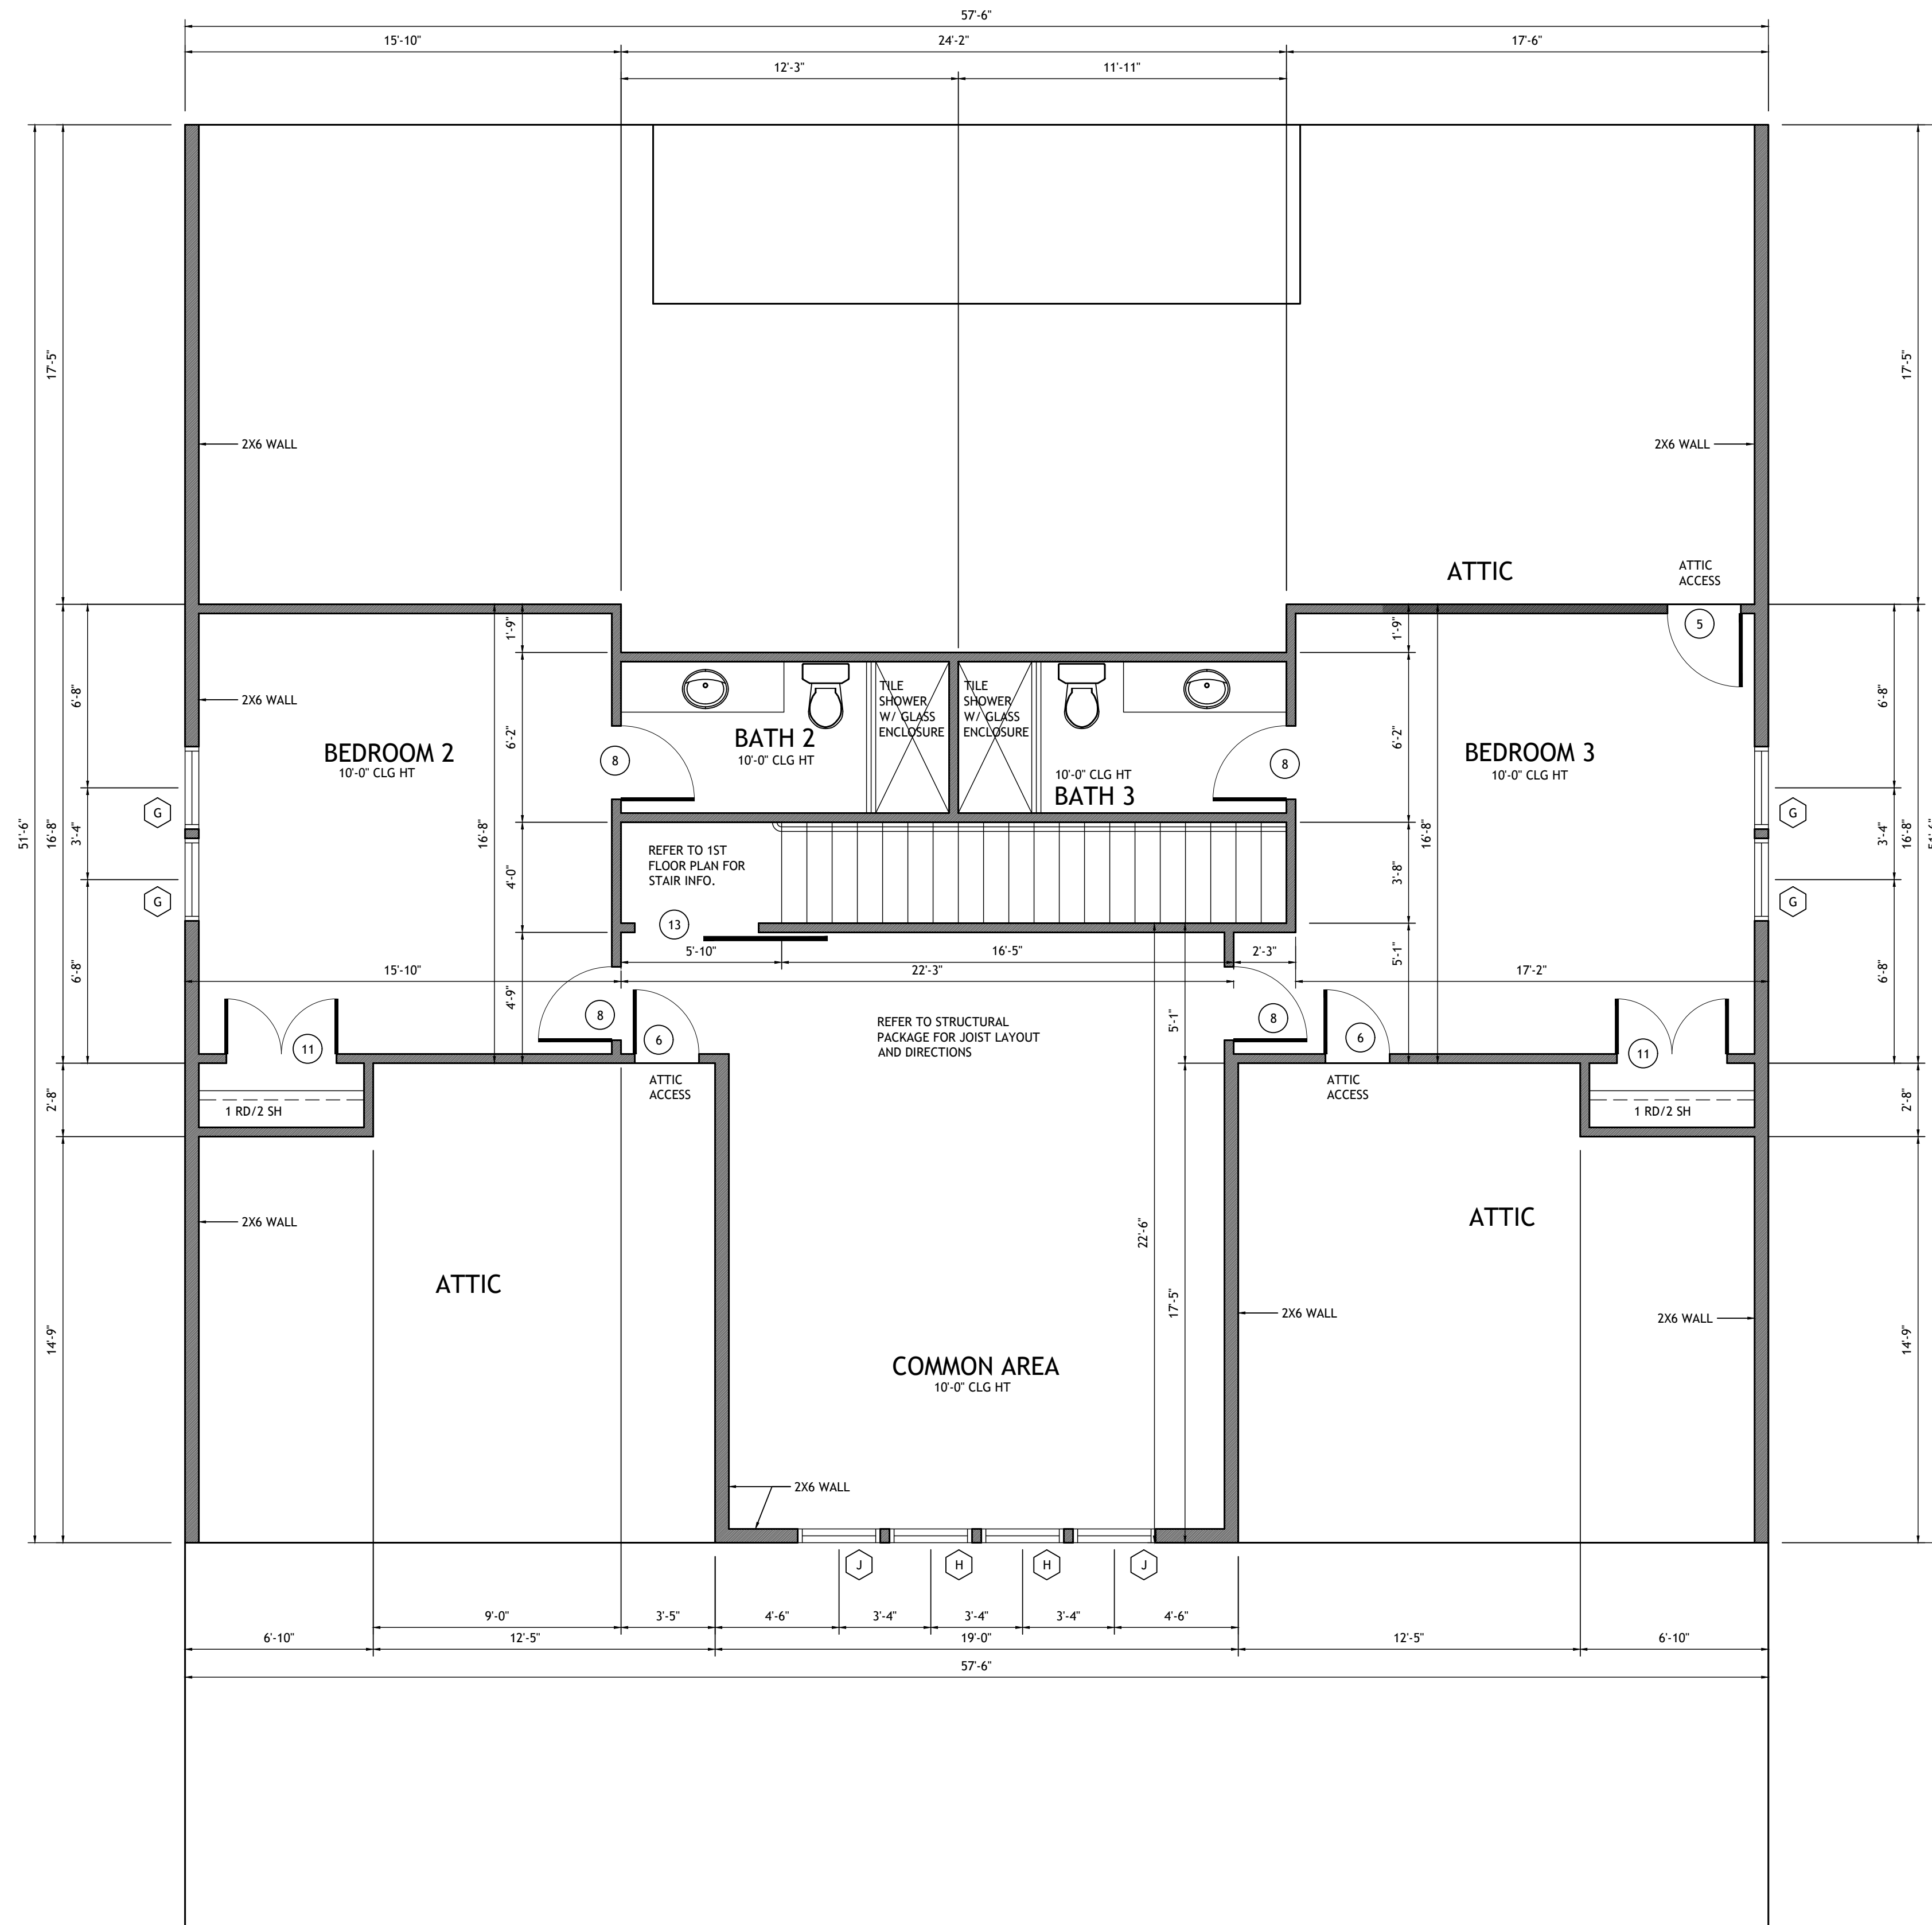 57'-6"
15'-10"
24'-2"
17'-6"
12'-3"
11'-11"
17'-5"
17'-5"
2X6 WALL
2X6 WALL
ATTIC
ATTIC
ACCESS
5
1'-9"
1'-9"
6'-8"
6'-8"
2X6 WALL
TILE
SHOWER
W/ GLASS
ENCLOSURE
TILE
SHOWER
W/ GLASS
ENCLOSURE
6'-2"
6'-2"
BEDROOM 2
10'-0" CLG HT
BATH 2
10'-0" CLG HT
8
8
10'-0" CLG HT
BATH 3
BEDROOM 3
10'-0" CLG HT
G
G
51'-6"
16'-8"
3'-4"
16'-8"
16'-8"
3'-4"
16'-8"
REFER TO 1ST
FLOOR PLAN FOR
STAIR INFO.
4'-0"
3'-8"
G
G
13
5'-10"
16'-5"
2'-3"
5'-1"
6'-8"
15'-10"
22'-3"
17'-2"
6'-8"
4'-9"
8
6
REFER TO STRUCTURAL
PACKAGE FOR JOIST LAYOUT
AND DIRECTIONS
5'-1"
8
6
11
11
ATTIC
ACCESS
ATTIC
ACCESS
2'-8"
1 RD/2 SH
1 RD/2 SH
2'-8"
2X6 WALL
ATTIC
22'-6"
ATTIC
17'-5"
2X6 WALL
2X6 WALL
14'-9"
14'-9"
COMMON AREA
10'-0" CLG HT
2X6 WALL
J
H
H
J
9'-0"
3'-5"
4'-6"
3'-4"
3'-4"
3'-4"
4'-6"
6'-10"
12'-5"
19'-0"
12'-5"
6'-10"
57'-6"